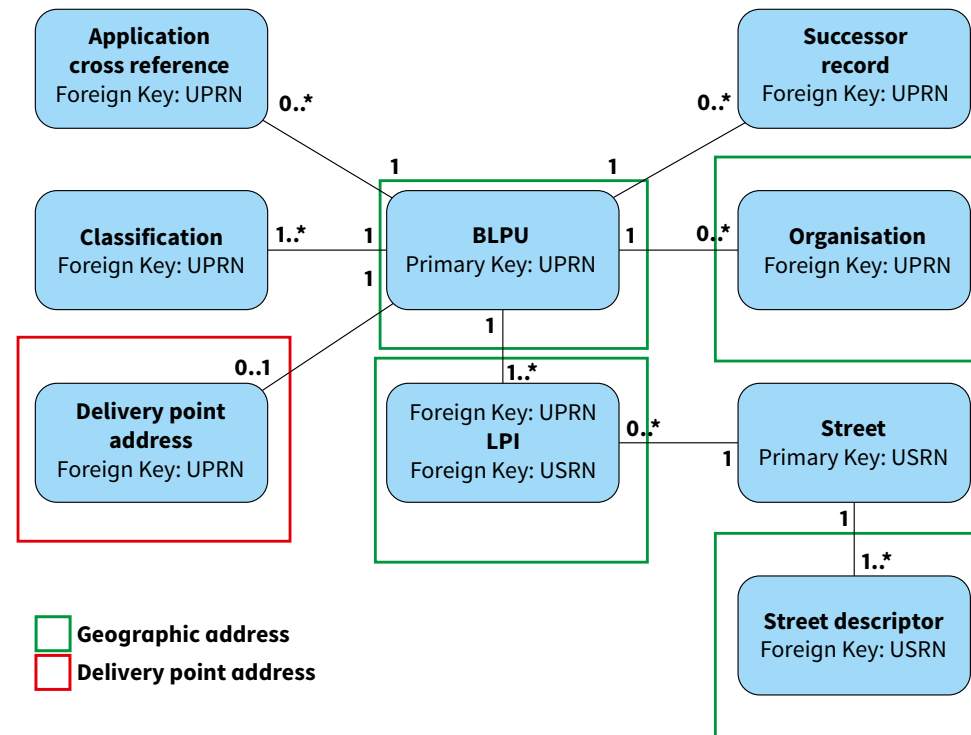 Application
cross reference
Foreign Key: UPRN
0..*
1
Successor
record
Foreign Key: UPRN
0..*
1
Classification
Foreign Key: UPRN
1..*
1
BLPU
Primary Key: UPRN
1
0..*
Organisation
Foreign Key: UPRN
1
0..1
Delivery point
address
Foreign Key: UPRN
1
1..*
Foreign Key: UPRN
LPI
Foreign Key: USRN
0..*
1
Street
Primary Key: USRN
1
1..*
Street descriptor
Foreign Key: USRN
Geographic address
Delivery point address